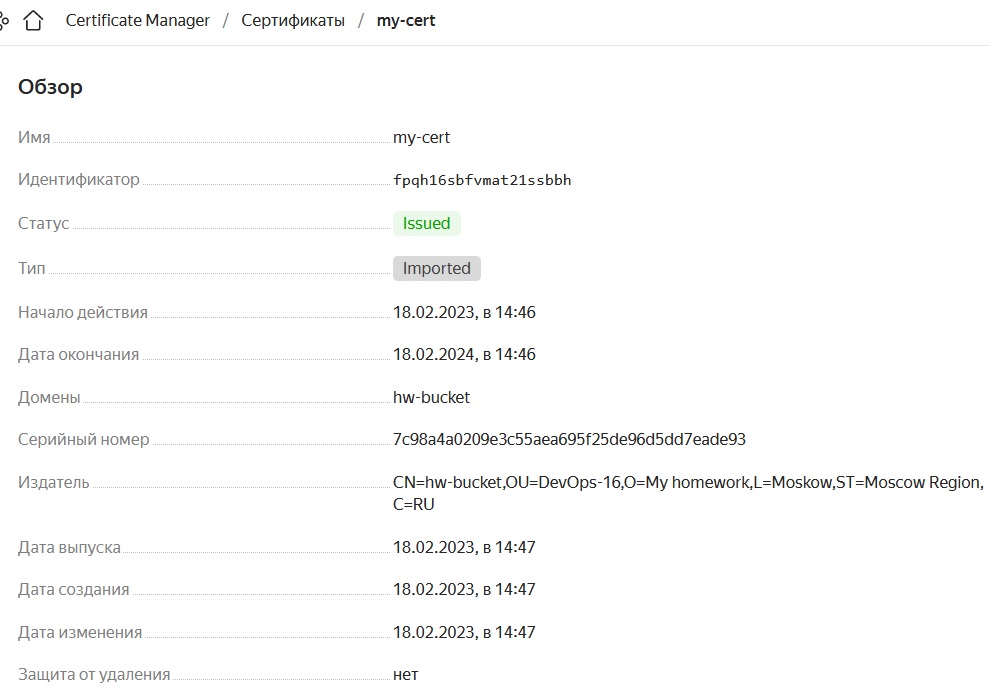 Certificate Manager / Сертификаты / my-cert
Обзор
Имя my-cert
Идентификатор fpqh16sbfvmat21ssbbh
Статус Issued
Тип Imported
Начало действия 18.02.2023, в 14:46
Дата окончания 18.02.2024, в 14:46
Домены hw-bucket
Серийный номер 7c98a4a0209e3c55aea695f25de96d5dd7eade93
Издатель CN=hw-bucket,OU=DevOps-16,O=My homework,L=Moskow,ST=Moscow Region,
C=RU
Дата выпуска 18.02.2023, в 14:47
Дата создания 18.02.2023, в 14:47
Дата изменения 18.02.2023, в 14:47
Защита от удаления нет